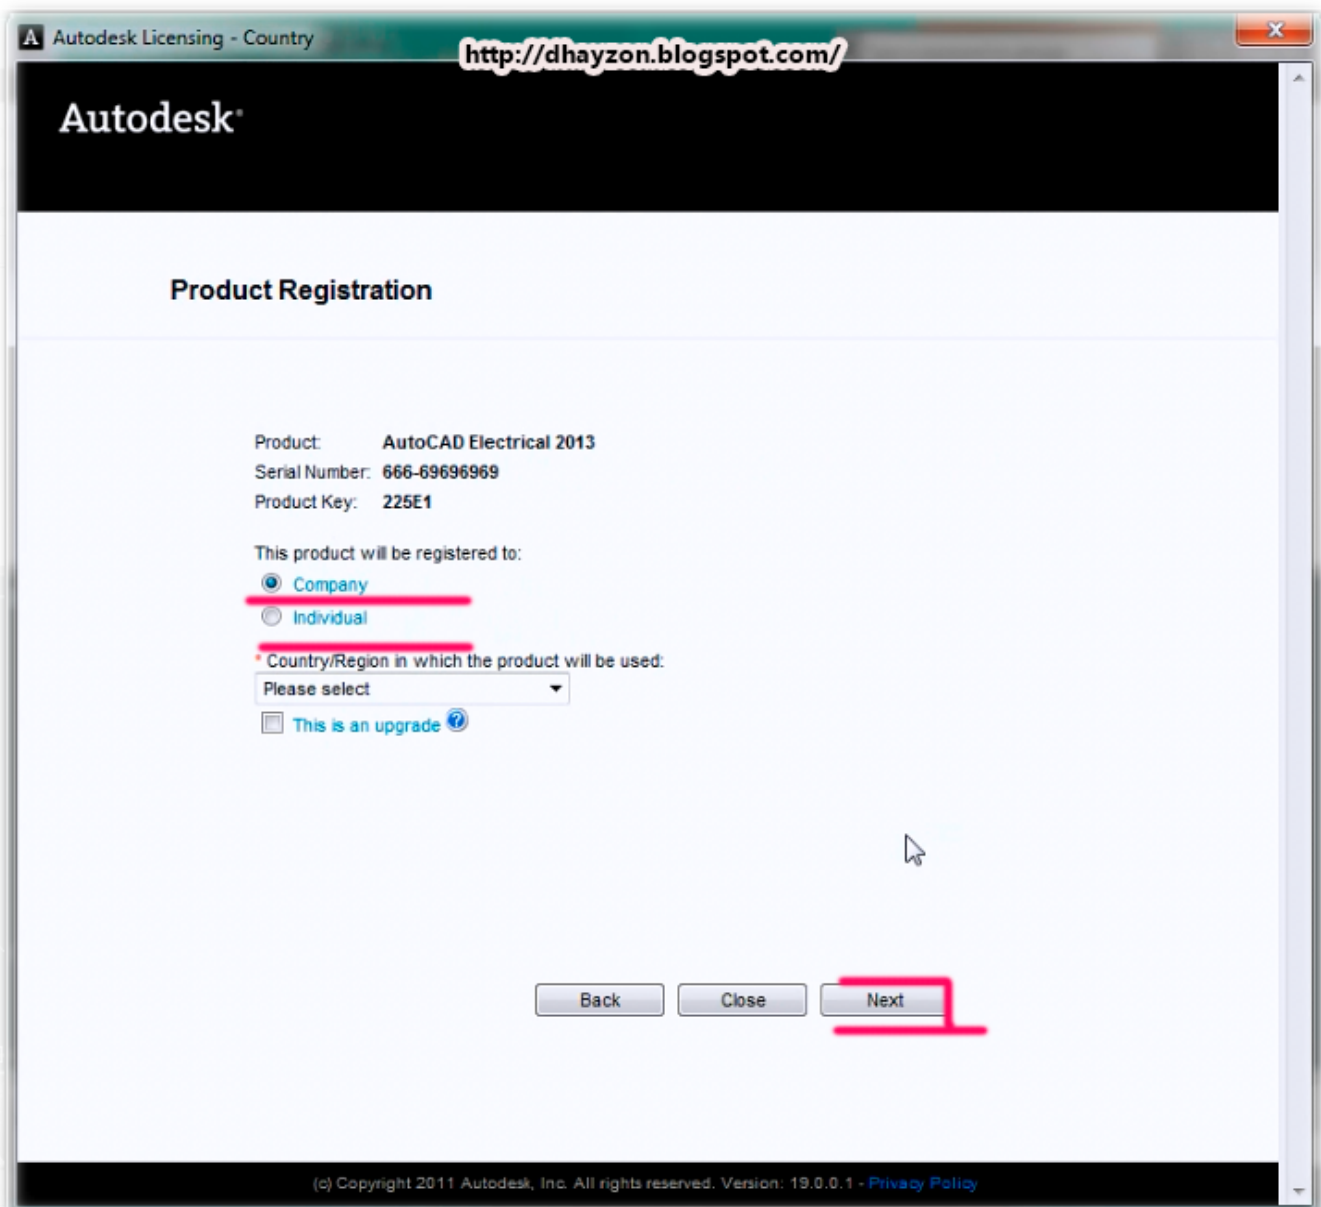 Autodesk Licensing - Country
http://dhayzon.blogspot.com/
Autodesk
Product Registration
Product: AutoCAD Electrical 2013
Serial Number: 666-69696969
Product Key: 225E1
This product will be registered to:
Company
Individual
* Country/Region in which the product will be used:
Please select
This is an upgrade ?
Back Close Next
(c) Copyright 2011 Autodesk, Inc. All rights reserved. Version: 19.0.0.1 - Privacy Policy